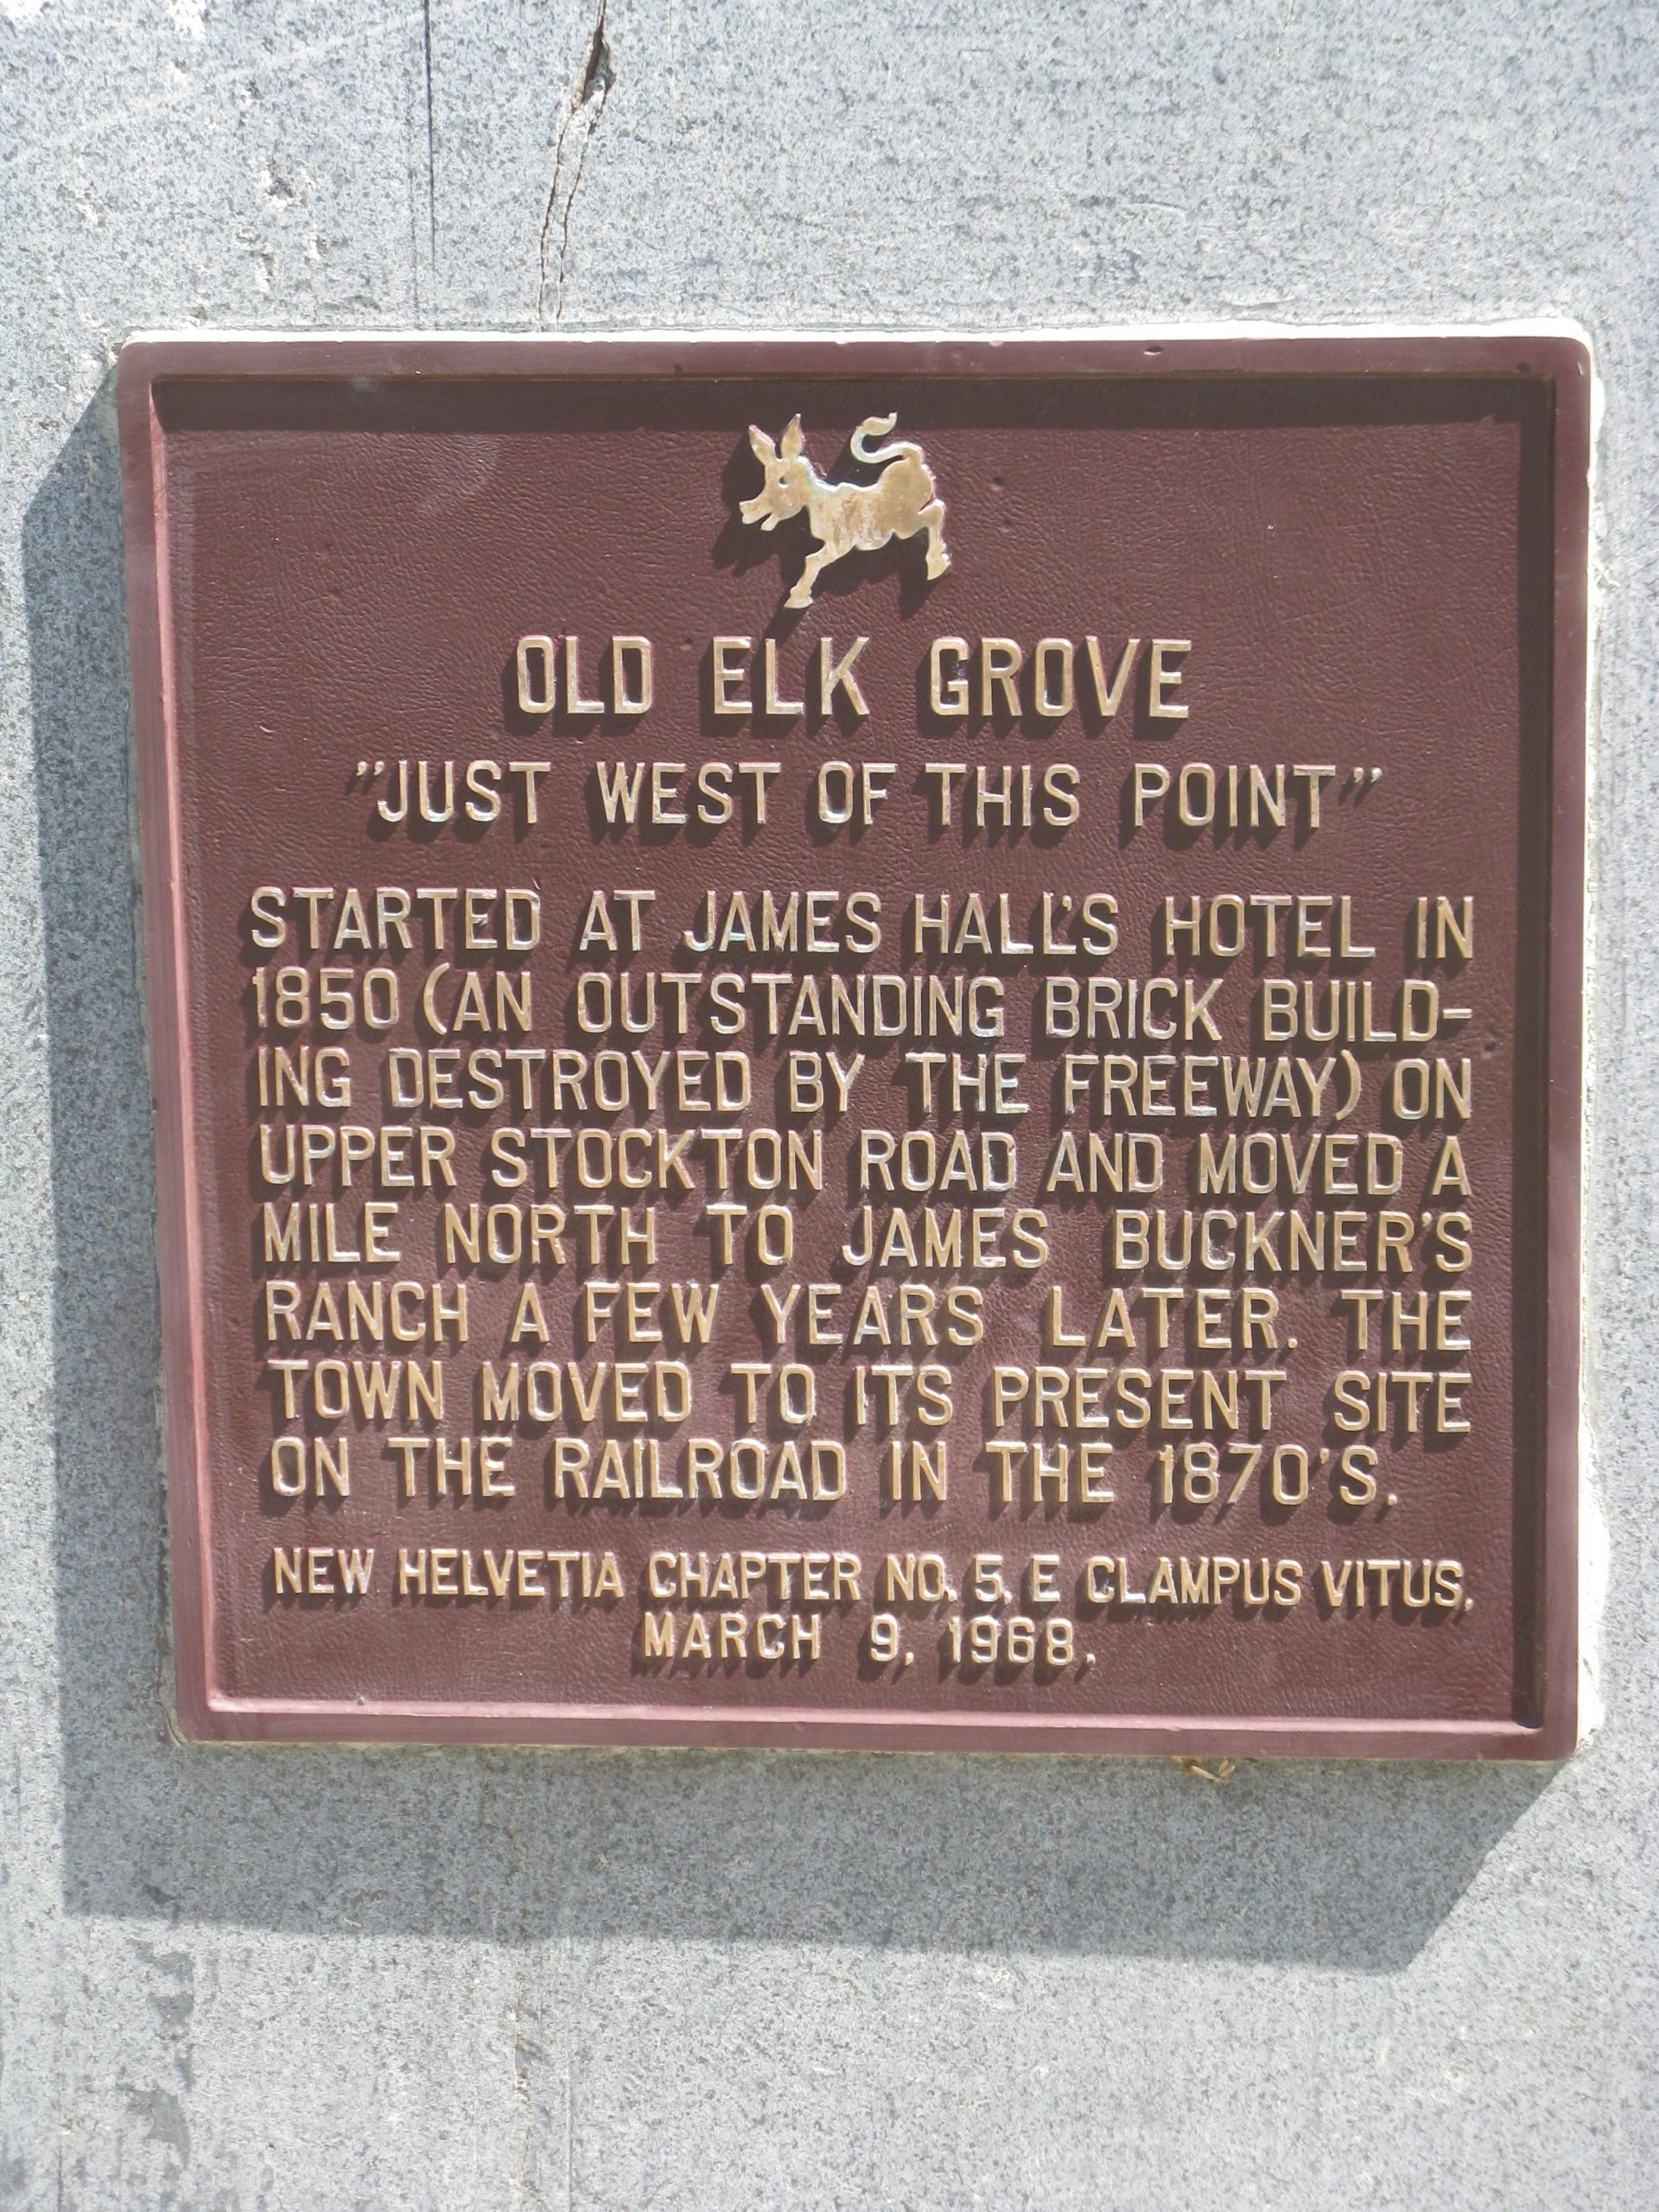 OLD ELK GROVE
"JUST WEST OF THIS POINT"
STARTED AT JAMES HALL'S HOTEL IN
1850 (AN OUTSTANDING BRICK BUILD-
ING DESTROYED BY THE FREEWAY) ON
UPPER STOCKTON ROAD AND MOVED A
MILE NORTH TO JAMES BUCKNER'S
RANCH A FEW YEARS LATER. THE
TOWN MOVED TO ITS PRESENT SITE
ON THE RAILROAD IN THE 1870'S.
NEW HELVETIA CHAPTER NO. 5, E CLAMPUS VITUS,
MARCH 9, 1968.